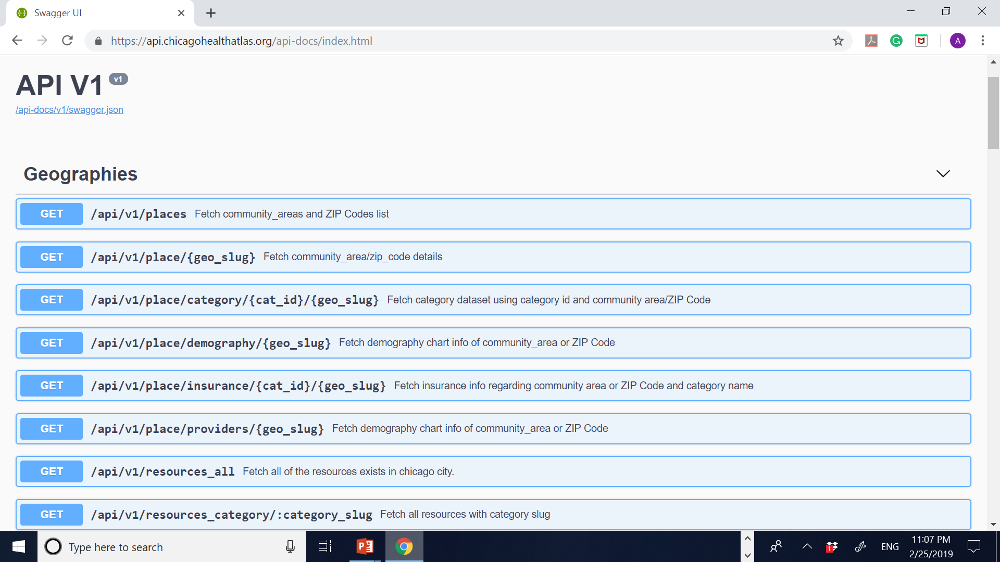 Swagger UI
https://api.chicagohealthatlas.org/api-docs/index.html
A
API V1 v1
/api-docs/v1/swagger.json
Geographies
GET /api/v1/places Fetch community_areas and ZIP Codes list
GET /api/v1/place/{geo_slug} Fetch community_area/zip_code details
GET /api/v1/place/category/{cat_id}/{geo_slug} Fetch category dataset using category id and community area/ZIP Code
GET /api/v1/place/demography/{geo_slug} Fetch demography chart info of community_area or ZIP Code
GET /api/v1/place/insurance/{cat_id}/{geo_slug} Fetch insurance info regarding community area or ZIP Code and category name
GET /api/v1/place/providers/{geo_slug} Fetch demography chart info of community_area or ZIP Code
GET /api/v1/resources_all Fetch all of the resources exists in chicago city.
GET /api/v1/resources_category/:category_slug Fetch all resources with category slug
Type here to search
1
ENG
11:07 PM
2/25/2019